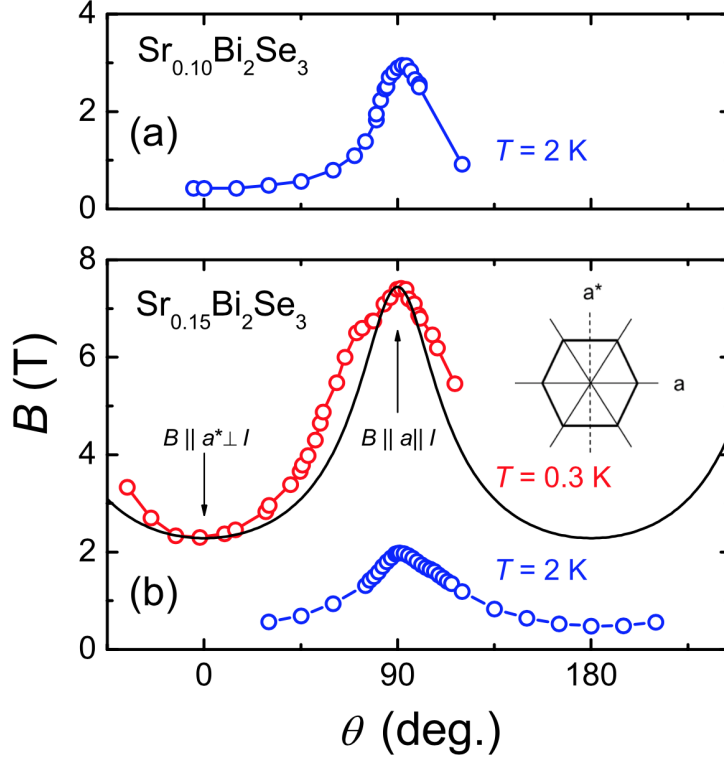 4
Sr0.10Bi2Se3
(a)
T = 2 K
2
0
8
Sr0.15Bi2Se3
a*
a
6
B || a* ⊥ I
B || a || I
T = 0.3 K
4
T = 2 K
2
(b)
0
B (T)
0 90 180
θ (deg.)